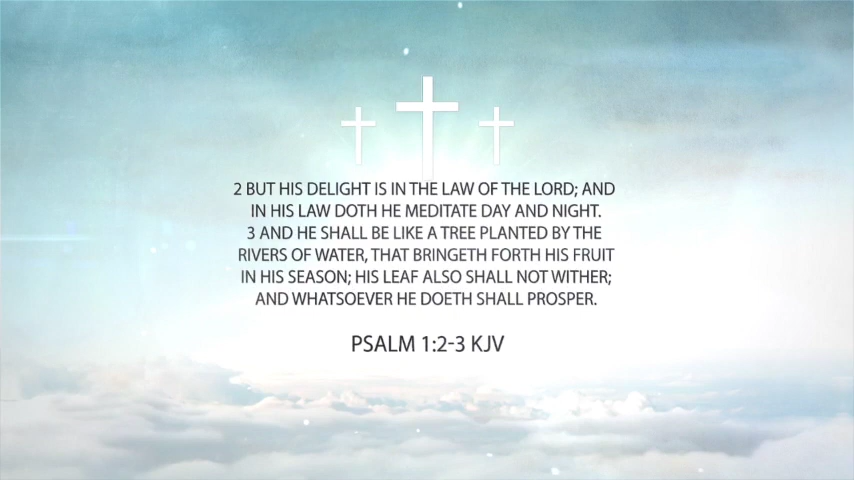 2 BUT HIS DELIGHT IS IN THE LAW OF THE LORD; AND
IN HIS LAW DOTH HE MEDITATE DAY AND NIGHT.
3 AND HE SHALL BE LIKE A TREE PLANTED BY THE
RIVERS OF WATER, THAT BRINGETH FORTH HIS FRUIT
IN HIS SEASON; HIS LEAF ALSO SHALL NOT WITHER;
AND WHATSOEVER HE DOETH SHALL PROSPER.
PSALM 1:2-3 KJV